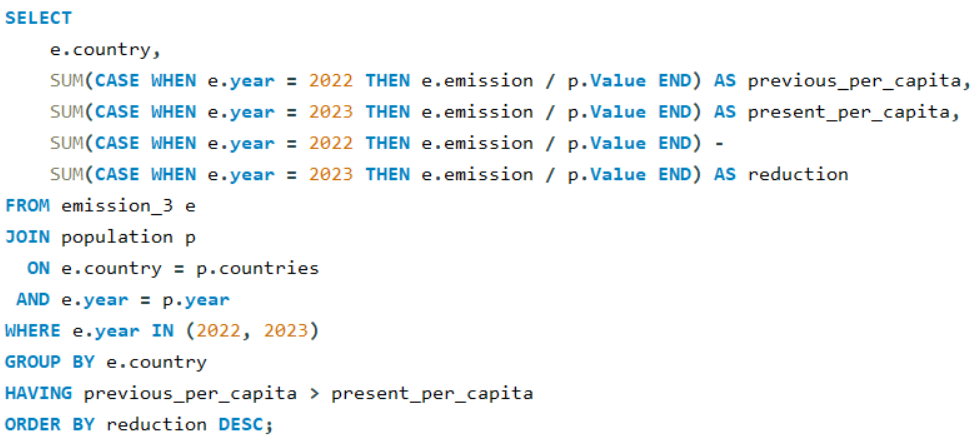 SELECT
    e.country,
    SUM(CASE WHEN e.year = 2022 THEN e.emission / p.Value END) AS previous_per_capita,
    SUM(CASE WHEN e.year = 2023 THEN e.emission / p.Value END) AS present_per_capita,
    SUM(CASE WHEN e.year = 2022 THEN e.emission / p.Value END) -
    SUM(CASE WHEN e.year = 2023 THEN e.emission / p.Value END) AS reduction
FROM emission_3 e
JOIN population p
  ON e.country = p.countries
 AND e.year = p.year
WHERE e.year IN (2022, 2023)
GROUP BY e.country
HAVING previous_per_capita > present_per_capita
ORDER BY reduction DESC;